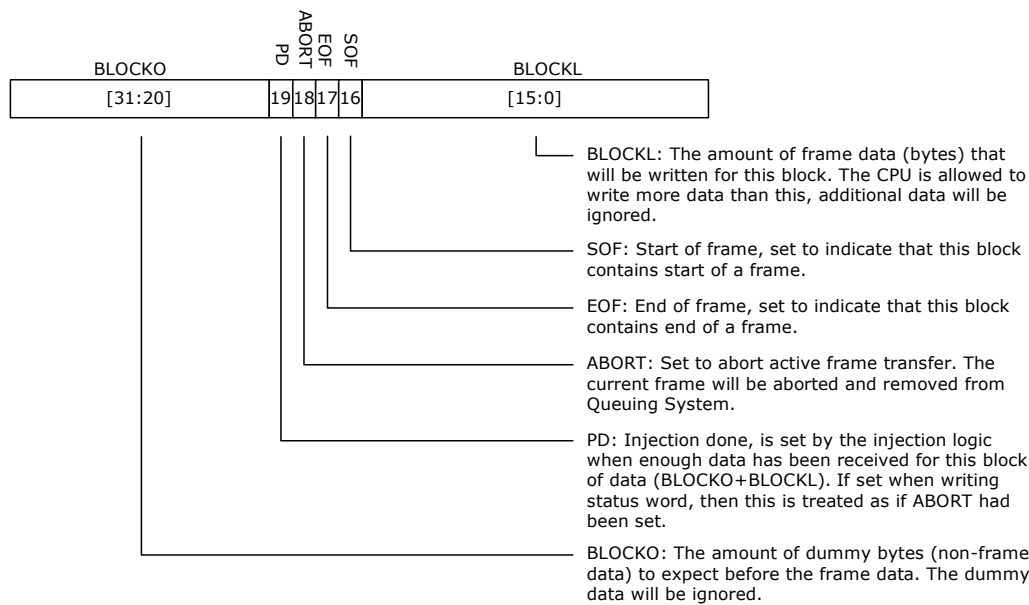 PD
ABORT
EOF
SOF
BLOCKO
BLOCKL
[31:20]
19
18
17
16
[15:0]
BLOCKL: The amount of frame data (bytes) that
will be written for this block. The CPU is allowed to
write more data than this, additional data will be
ignored.
SOF: Start of frame, set to indicate that this block
contains start of a frame.
EOF: End of frame, set to indicate that this block
contains end of a frame.
ABORT: Set to abort active frame transfer. The
current frame will be aborted and removed from
Queuing System.
PD: Injection done, is set by the injection logic
when enough data has been received for this block
of data (BLOCKO+BLOCKL). If set when writing
status word, then this is treated as if ABORT had
been set.
BLOCKO: The amount of dummy bytes (non-frame
data) to expect before the frame data. The dummy
data will be ignored.